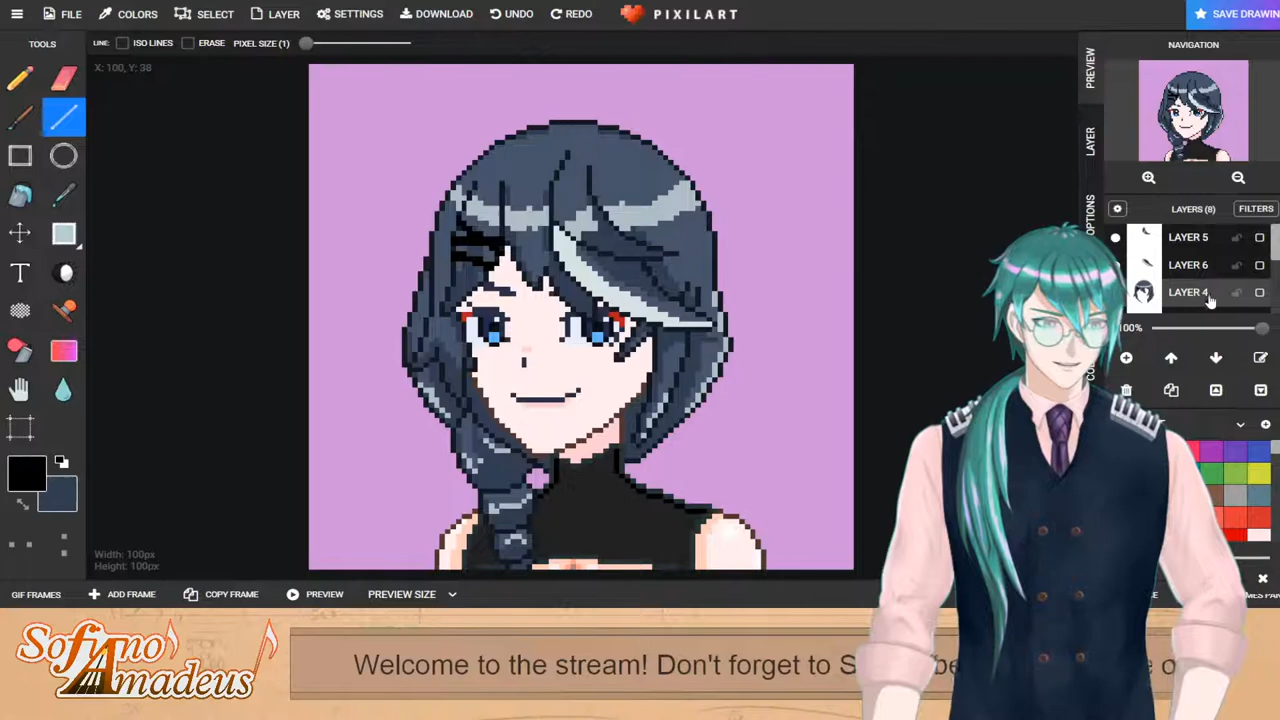 FILE COLORS SELECT LAYER SETTINGS DOWNLOAD UNDO REDO PIXILART SAVE DRAWIN
TOOLS LINE: ISO LINES ERASE PIXEL SIZE (1) NAVIGATION
X: 100, Y: 38
PREVIEW
LAYER
OPTIONS
LAYERS (8) FILTERS
LAYER 5
LAYER 6
LAYER 4
100%
T
Width: 100px
Height: 100px
GIF FRAMES ADD FRAME COPY FRAME PREVIEW PREVIEW SIZE
Sofiano
Amadeus
Welcome to the stream! Don't forget to S